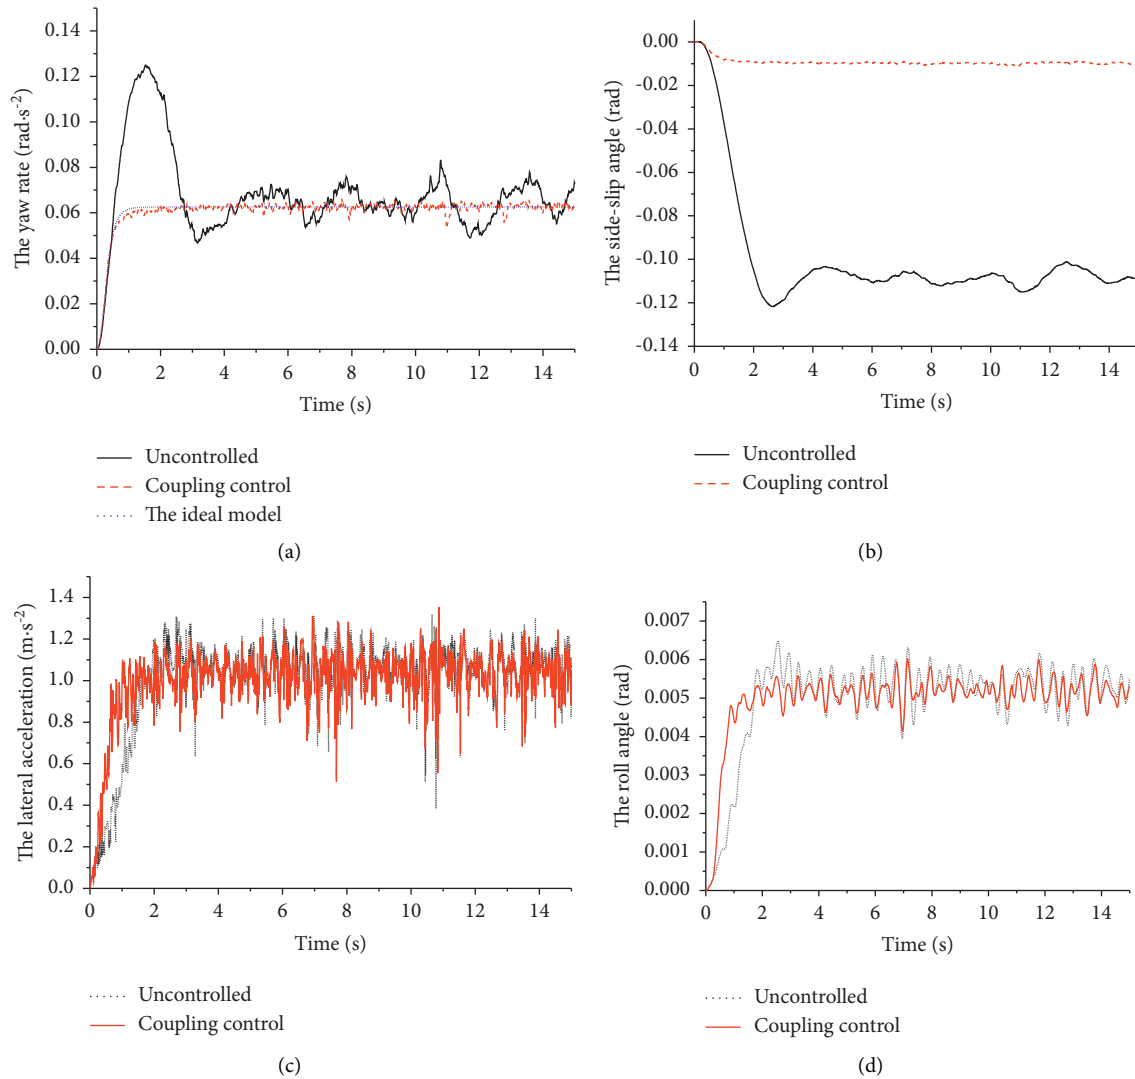 The yaw rate (rad·s-2)
0.14
0.12
0.10
0.08
0.06
0.04
0.02
0.00
0 2 4 6 8 10 12 14
Time (s)
Uncontrolled
Coupling control
The ideal model
(a)
The side-slip angle (rad)
0.00
-0.02
-0.04
-0.06
-0.08
-0.10
-0.12
-0.14
0 2 4 6 8 10 12 14
Time (s)
Uncontrolled
Coupling control
(b)
The lateral acceleration (m·s-2)
1.4
1.2
1.0
0.8
0.6
0.4
0.2
0.0
0 2 4 6 8 10 12 14
Time (s)
Uncontrolled
Coupling control
(c)
The roll angle (rad)
0.007
0.006
0.005
0.004
0.003
0.002
0.001
0.000
0 2 4 6 8 10 12 14
Time (s)
Uncontrolled
Coupling control
(d)